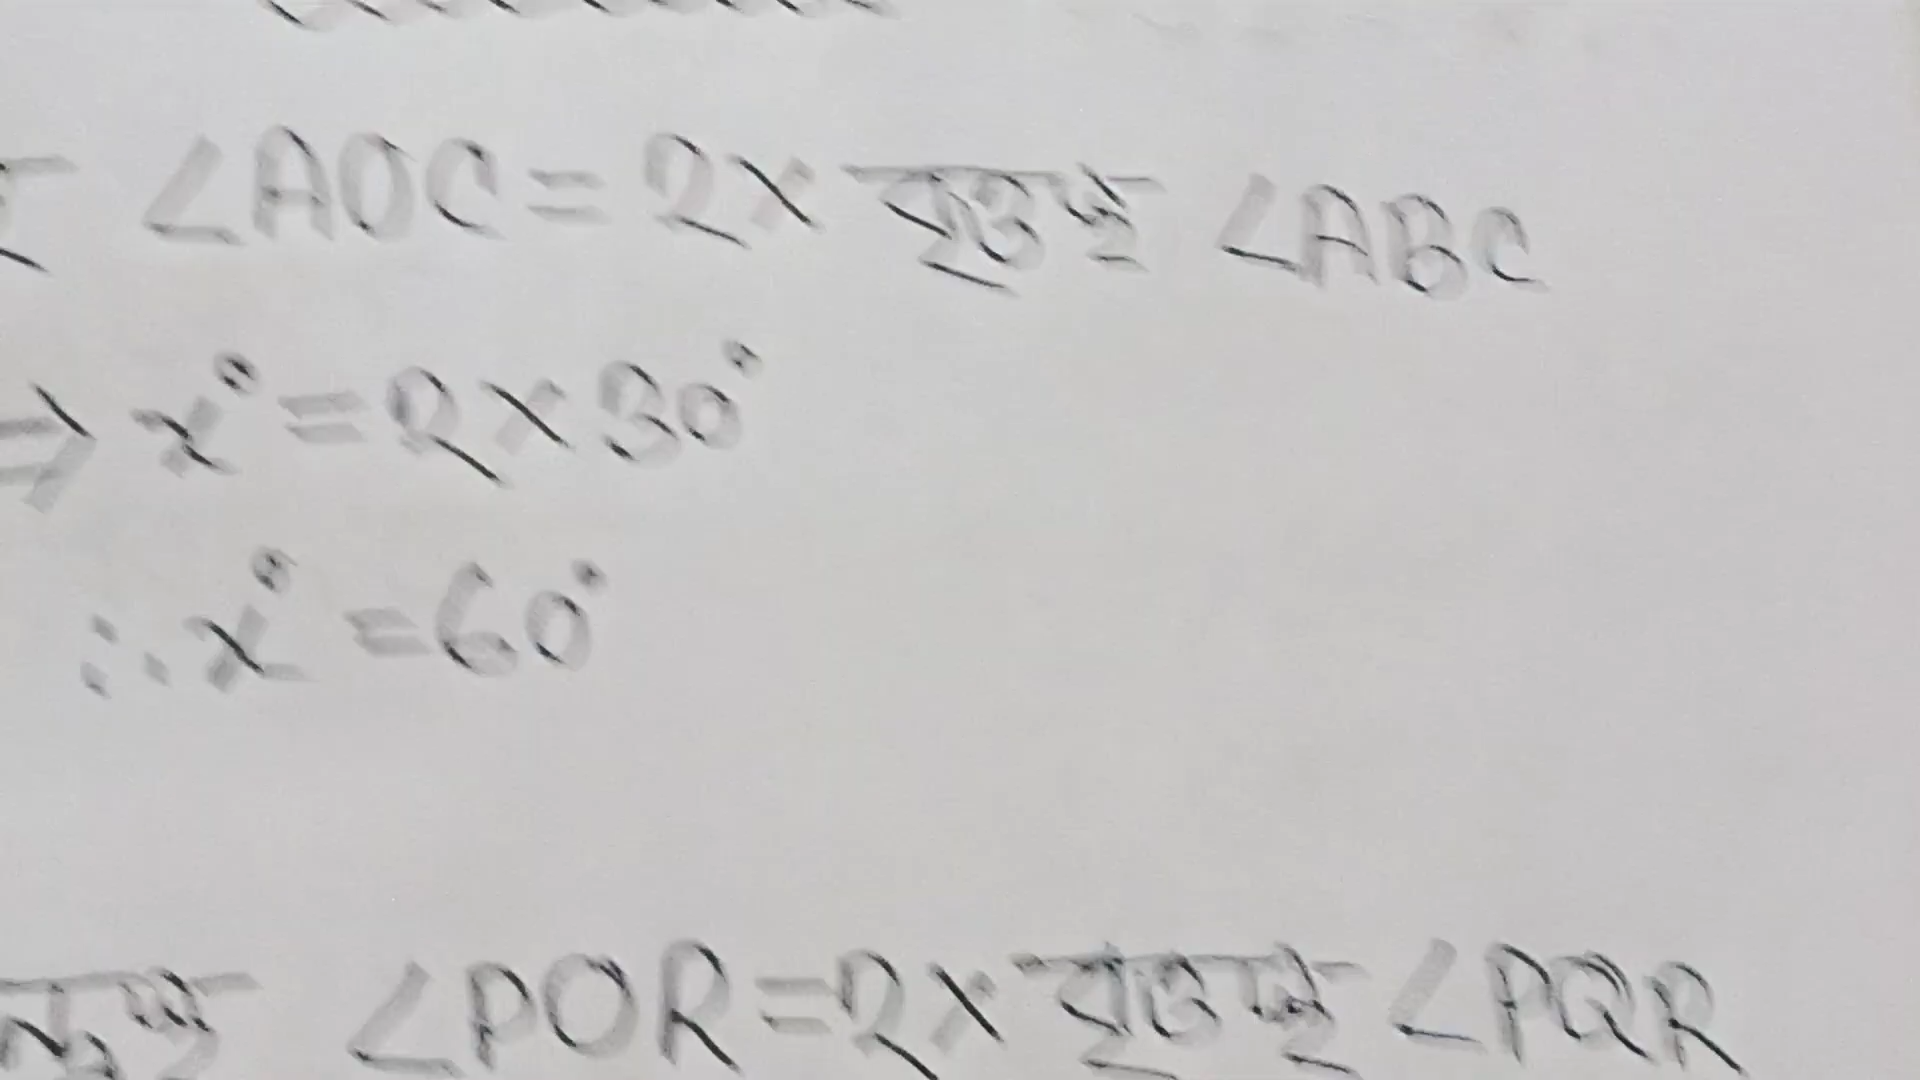 ∠AOC = 2 × বৃত্তস্থ ∠ABC
⇒ x° = 2 × 30°
∴ x° = 60°
∠POR = 2 × বৃত্তস্থ ∠PQR